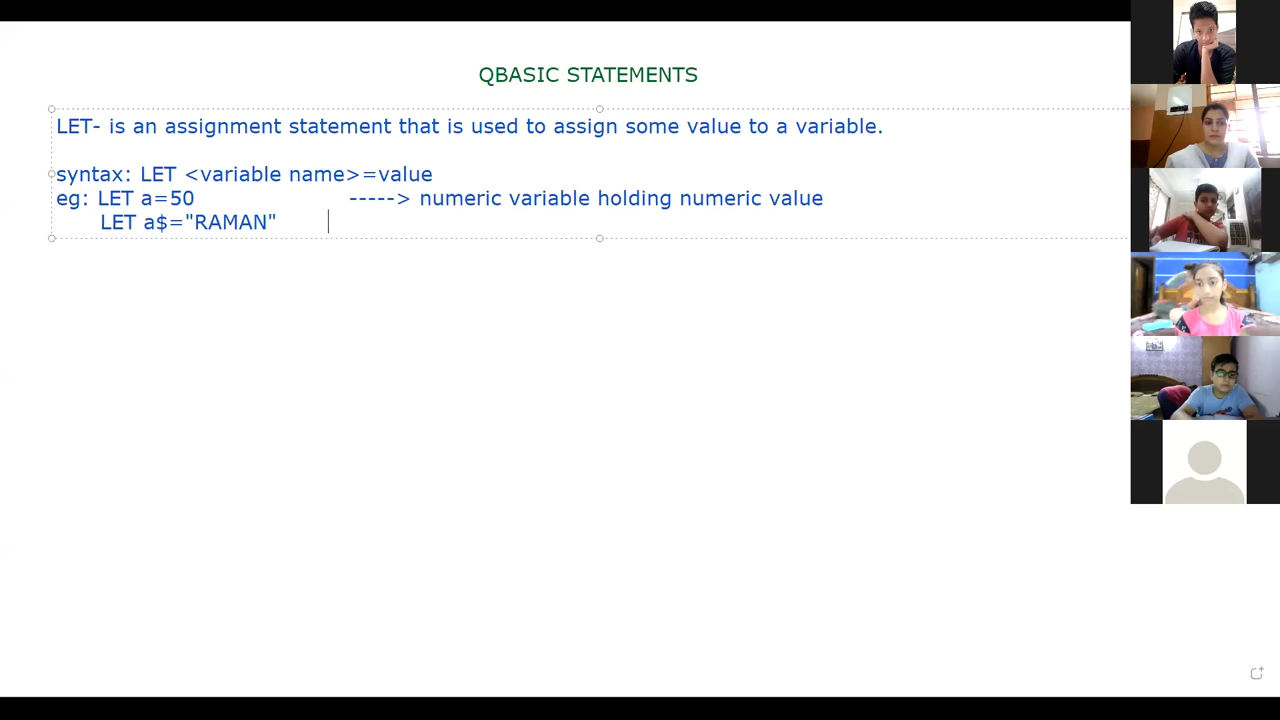 QBASIC STATEMENTS
LET- is an assignment statement that is used to assign some value to a variable.
syntax: LET <variable name>=value
eg: LET a=50 -----> numeric variable holding numeric value
LET a$="RAMAN"